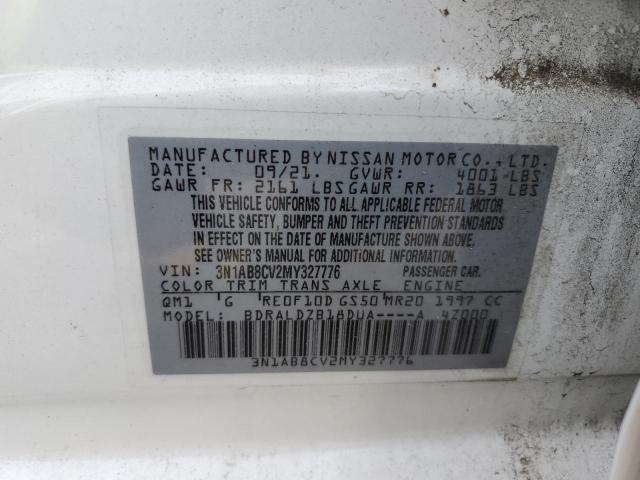 MANUFACTURED BY NISSAN MOTOR CO., LTD.
DATE: 09/21. GVWR: 4001 LBS
GAWR FR: 2161 LBS GAWR RR: 1863 LBS
THIS VEHICLE CONFORMS TO ALL APPLICABLE FEDERAL MOTOR
VEHICLE SAFETY, BUMPER AND THEFT PREVENTION STANDARDS
IN EFFECT ON THE DATE OF MANUFACTURE SHOWN ABOVE.
SEE OWNER'S MANUAL FOR ADDITIONAL INFORMATION.
VIN: 3N1AB8CV2MY327776 PASSENGER CAR.
COLOR TRIM TRANS AXLE ENGINE
QM1 G RE0F10D GS50 MR20 1997 CC
MODEL: BDRALDZB18DUA----A 4Z000
3N1AB8CV2MY327776